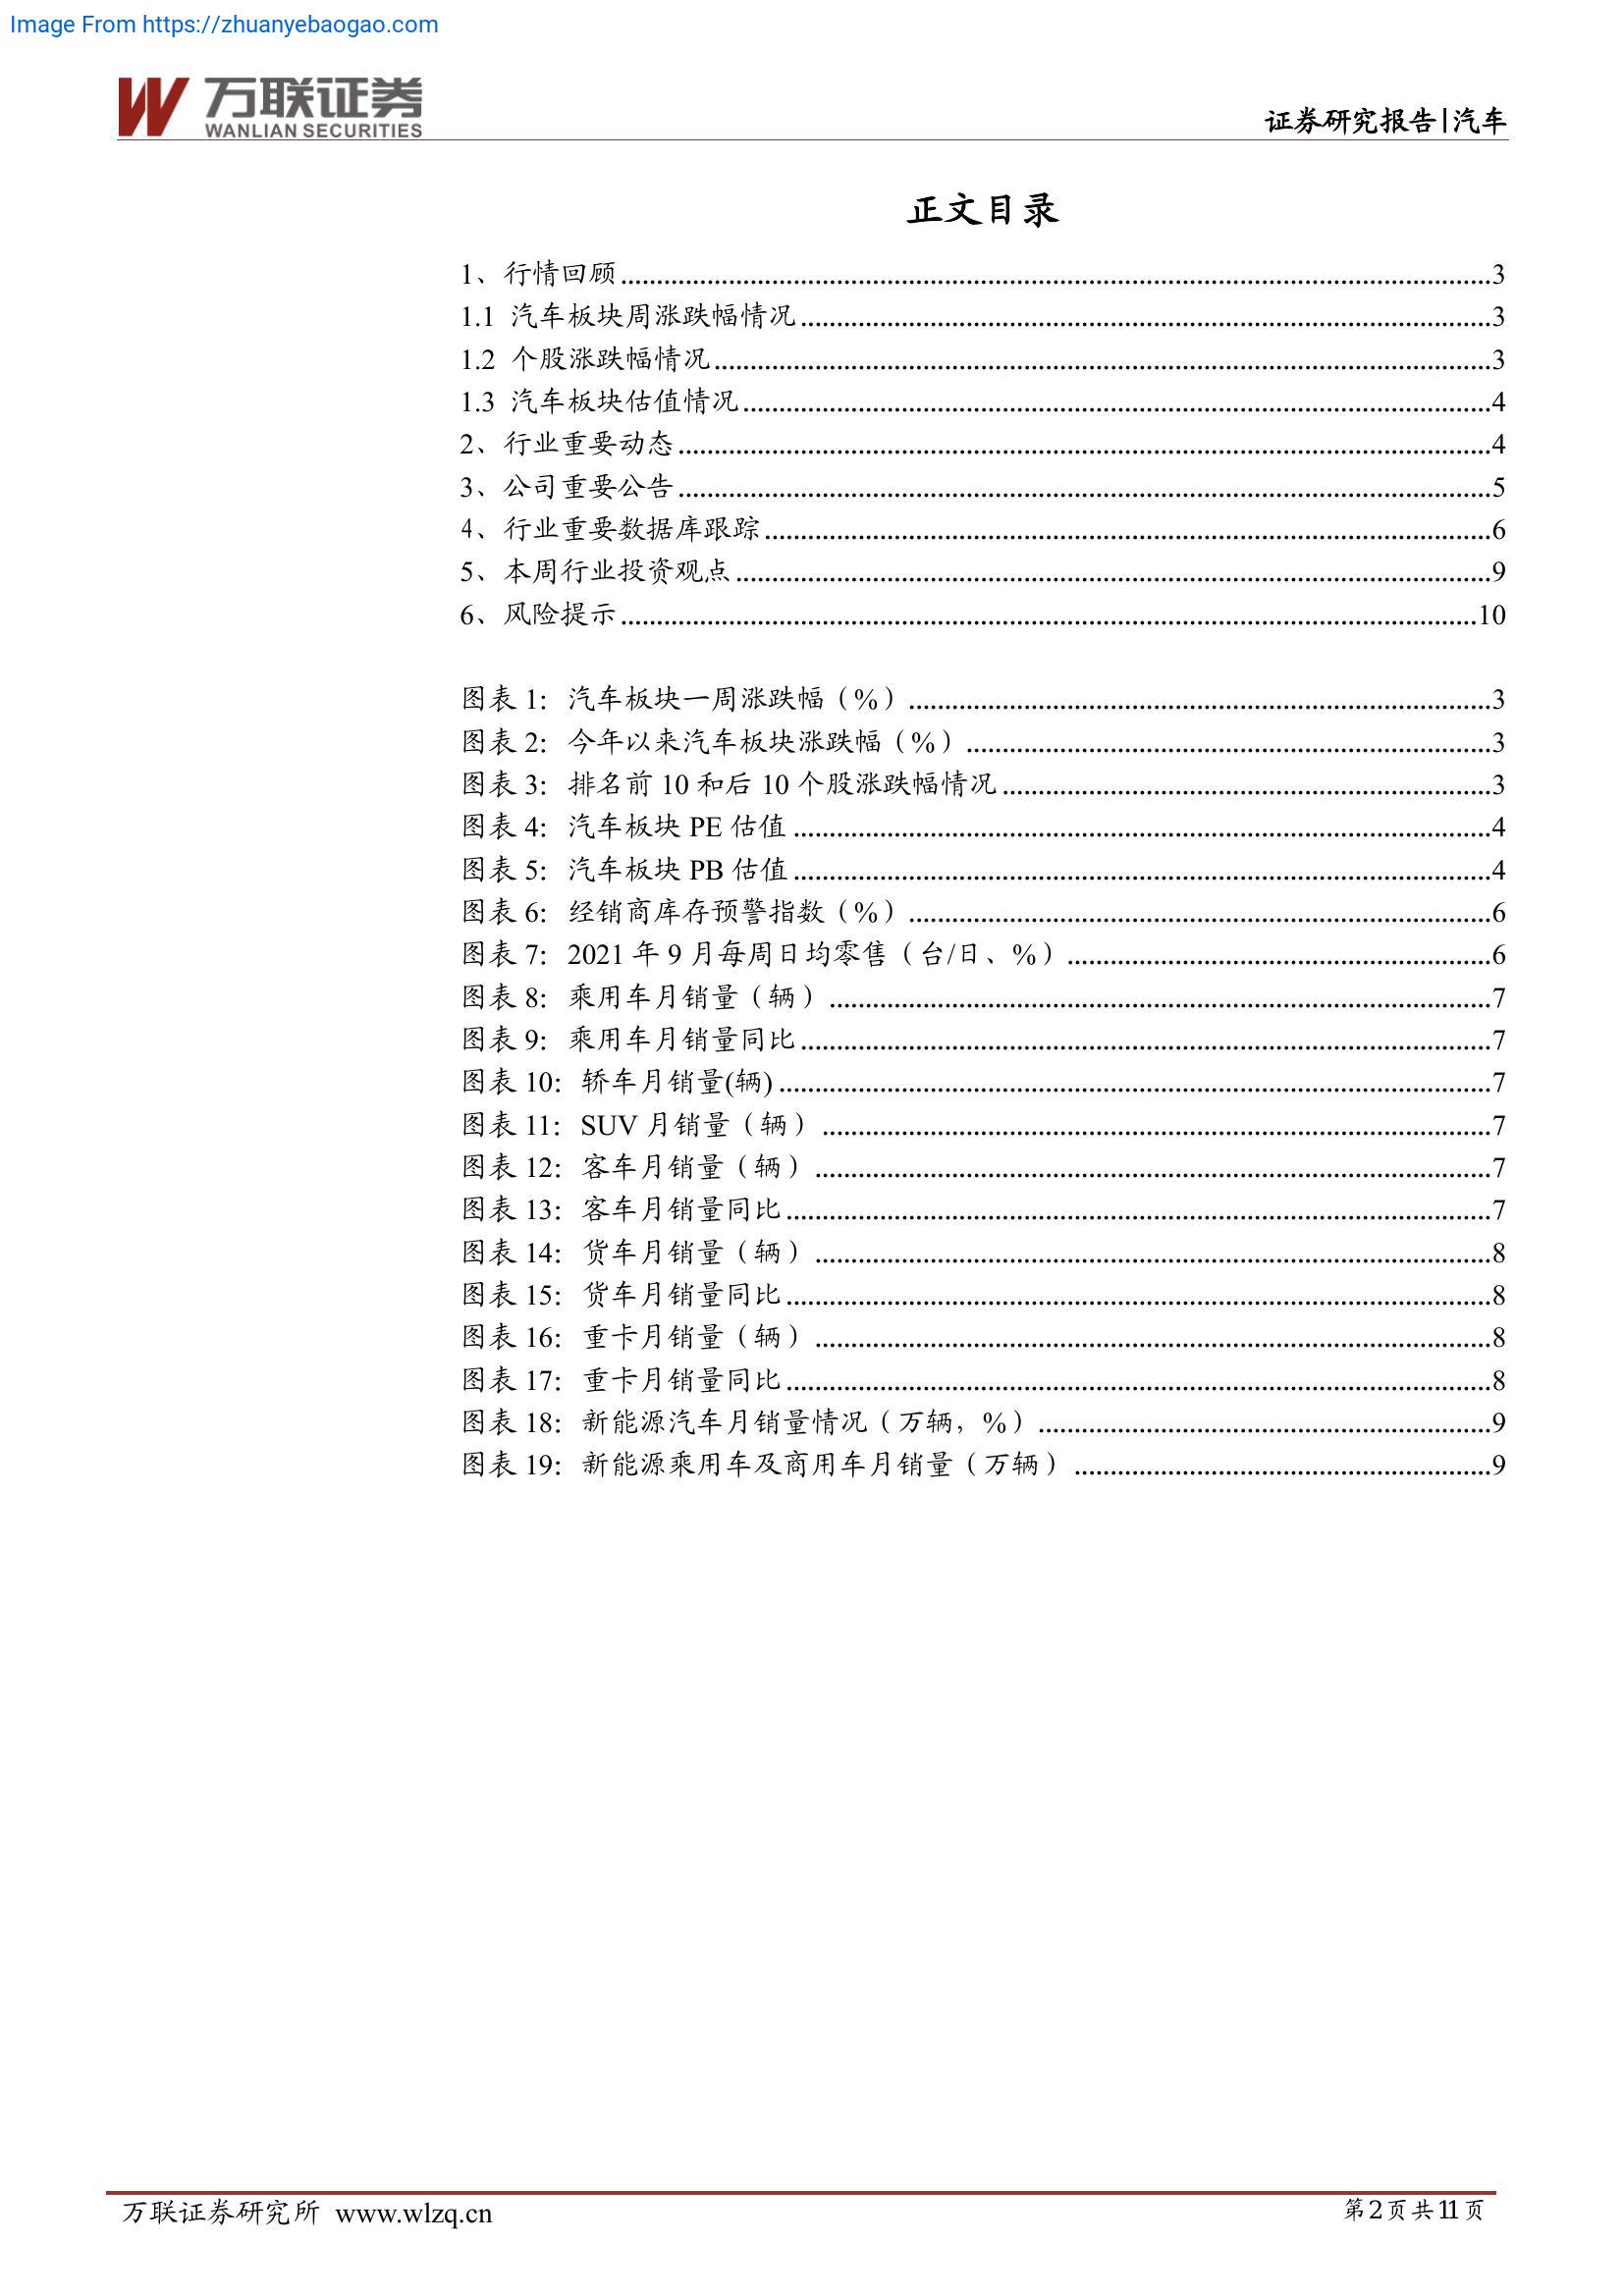 Image From https://zhuanyebaogao.com
万联证券
WANLIAN SECURITIES
证券研究报告|汽车
正文目录
1、行情回顾........................................................................................................................3
1.1 汽车板块周涨跌幅情况................................................................................................3
1.2 个股涨跌幅情况............................................................................................................3
1.3 汽车板块估值情况........................................................................................................4
2、行业重要动态................................................................................................................4
3、公司重要公告................................................................................................................5
4、行业重要数据库跟踪....................................................................................................6
5、本周行业投资观点........................................................................................................9
6、风险提示......................................................................................................................10
图表 1：汽车板块一周涨跌幅（%）................................................................................3
图表 2：今年以来汽车板块涨跌幅（%）........................................................................3
图表 3：排名前 10 和后 10 个股涨跌幅情况....................................................................3
图表 4：汽车板块 PE 估值................................................................................................4
图表 5：汽车板块 PB 估值................................................................................................4
图表 6：经销商库存预警指数（%）................................................................................6
图表 7：2021 年 9 月每周日均零售（台/日、%）..........................................................6
图表 8：乘用车月销量（辆）...........................................................................................7
图表 9：乘用车月销量同比...............................................................................................7
图表 10：轿车月销量(辆)..................................................................................................7
图表 11：SUV 月销量（辆）............................................................................................7
图表 12：客车月销量（辆）.............................................................................................7
图表 13：客车月销量同比.................................................................................................7
图表 14：货车月销量（辆）.............................................................................................8
图表 15：货车月销量同比.................................................................................................8
图表 16：重卡月销量（辆）.............................................................................................8
图表 17：重卡月销量同比.................................................................................................8
图表 18：新能源汽车月销量情况（万辆，%）..............................................................9
图表 19：新能源乘用车及商用车月销量（万辆）.........................................................9
万联证券研究所 www.wlzq.cn
第2页共11页